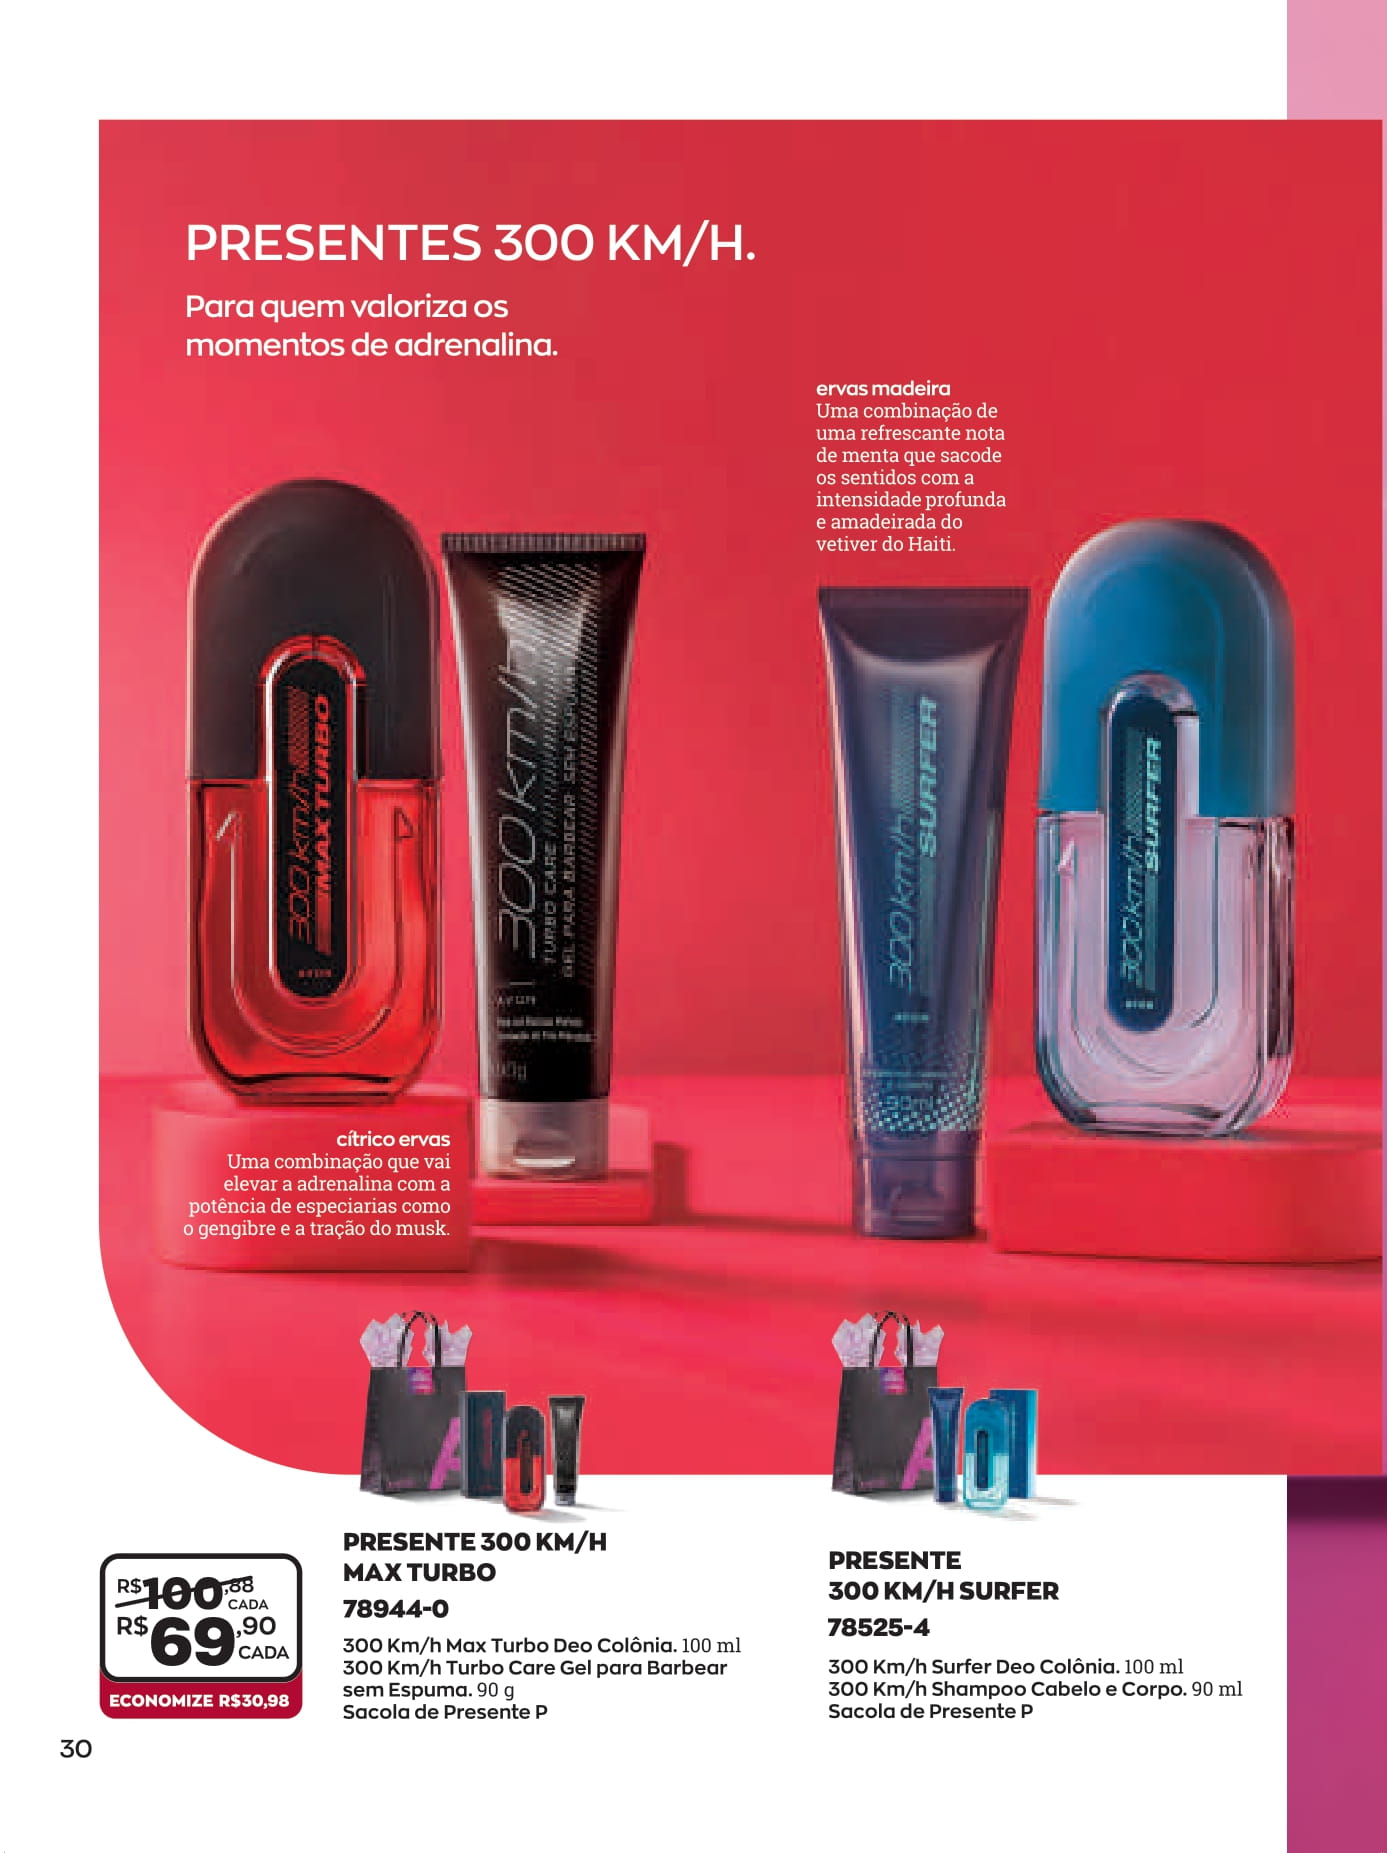 PRESENTES 300 KM/H.
Para quem valoriza os
momentos de adrenalina.
ervas madeira
Uma combinação de
uma refrescante nota
de menta que sacode
os sentidos com a
intensidade profunda
e amadeirada do
vetiver do Haiti.
300 km/h
MAX TURBO
AVON
300 km/h
TURBO CARE
GEL PARA BARBEAR SEM ESPUMA
AVON
300 km/h
SURFER
AVON
90ml
300 km/h
SURFER
AVON
cítrico ervas
Uma combinação que vai
elevar a adrenalina com a
potência de especiarias como
o gengibre e a tração do musk.
A
A
R$100,88
CADA
R$69,90
CADA
ECONOMIZE R$30,98
PRESENTE 300 KM/H
MAX TURBO
78944-0
300 Km/h Max Turbo Deo Colônia. 100 ml
300 Km/h Turbo Care Gel para Barbear
sem Espuma. 90 g
Sacola de Presente P
PRESENTE
300 KM/H SURFER
78525-4
300 Km/h Surfer Deo Colônia. 100 ml
300 Km/h Shampoo Cabelo e Corpo. 90 ml
Sacola de Presente P
30